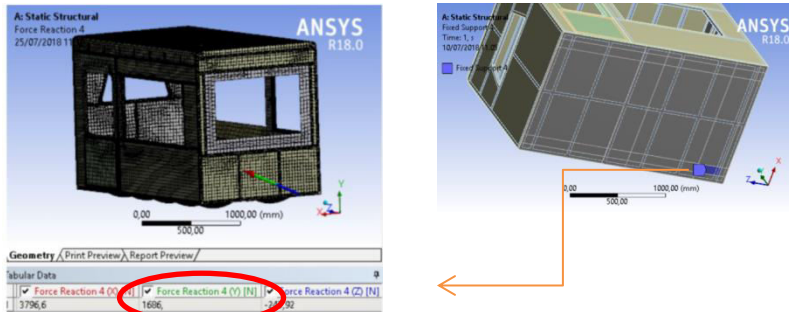 A: Static Structural
Force Reaction 4
25/07/2018 11
ANSYS
R18.0
0,00
1000,00 (mm)
500,00
Y
X
Z
Geometry / Print Preview / Report Preview /
Tabular Data
Force Reaction 4 (X) [N]
Force Reaction 4 (Y) [N]
Force Reaction 4 (Z) [N]
3796,6
1686,
A: Static Structural
Fixed Support 4
Time: 1, s
10/07/2018
ANSYS
R18.0
Fixed Support 4
0,00
1000,00 (mm)
500,00
X
Z